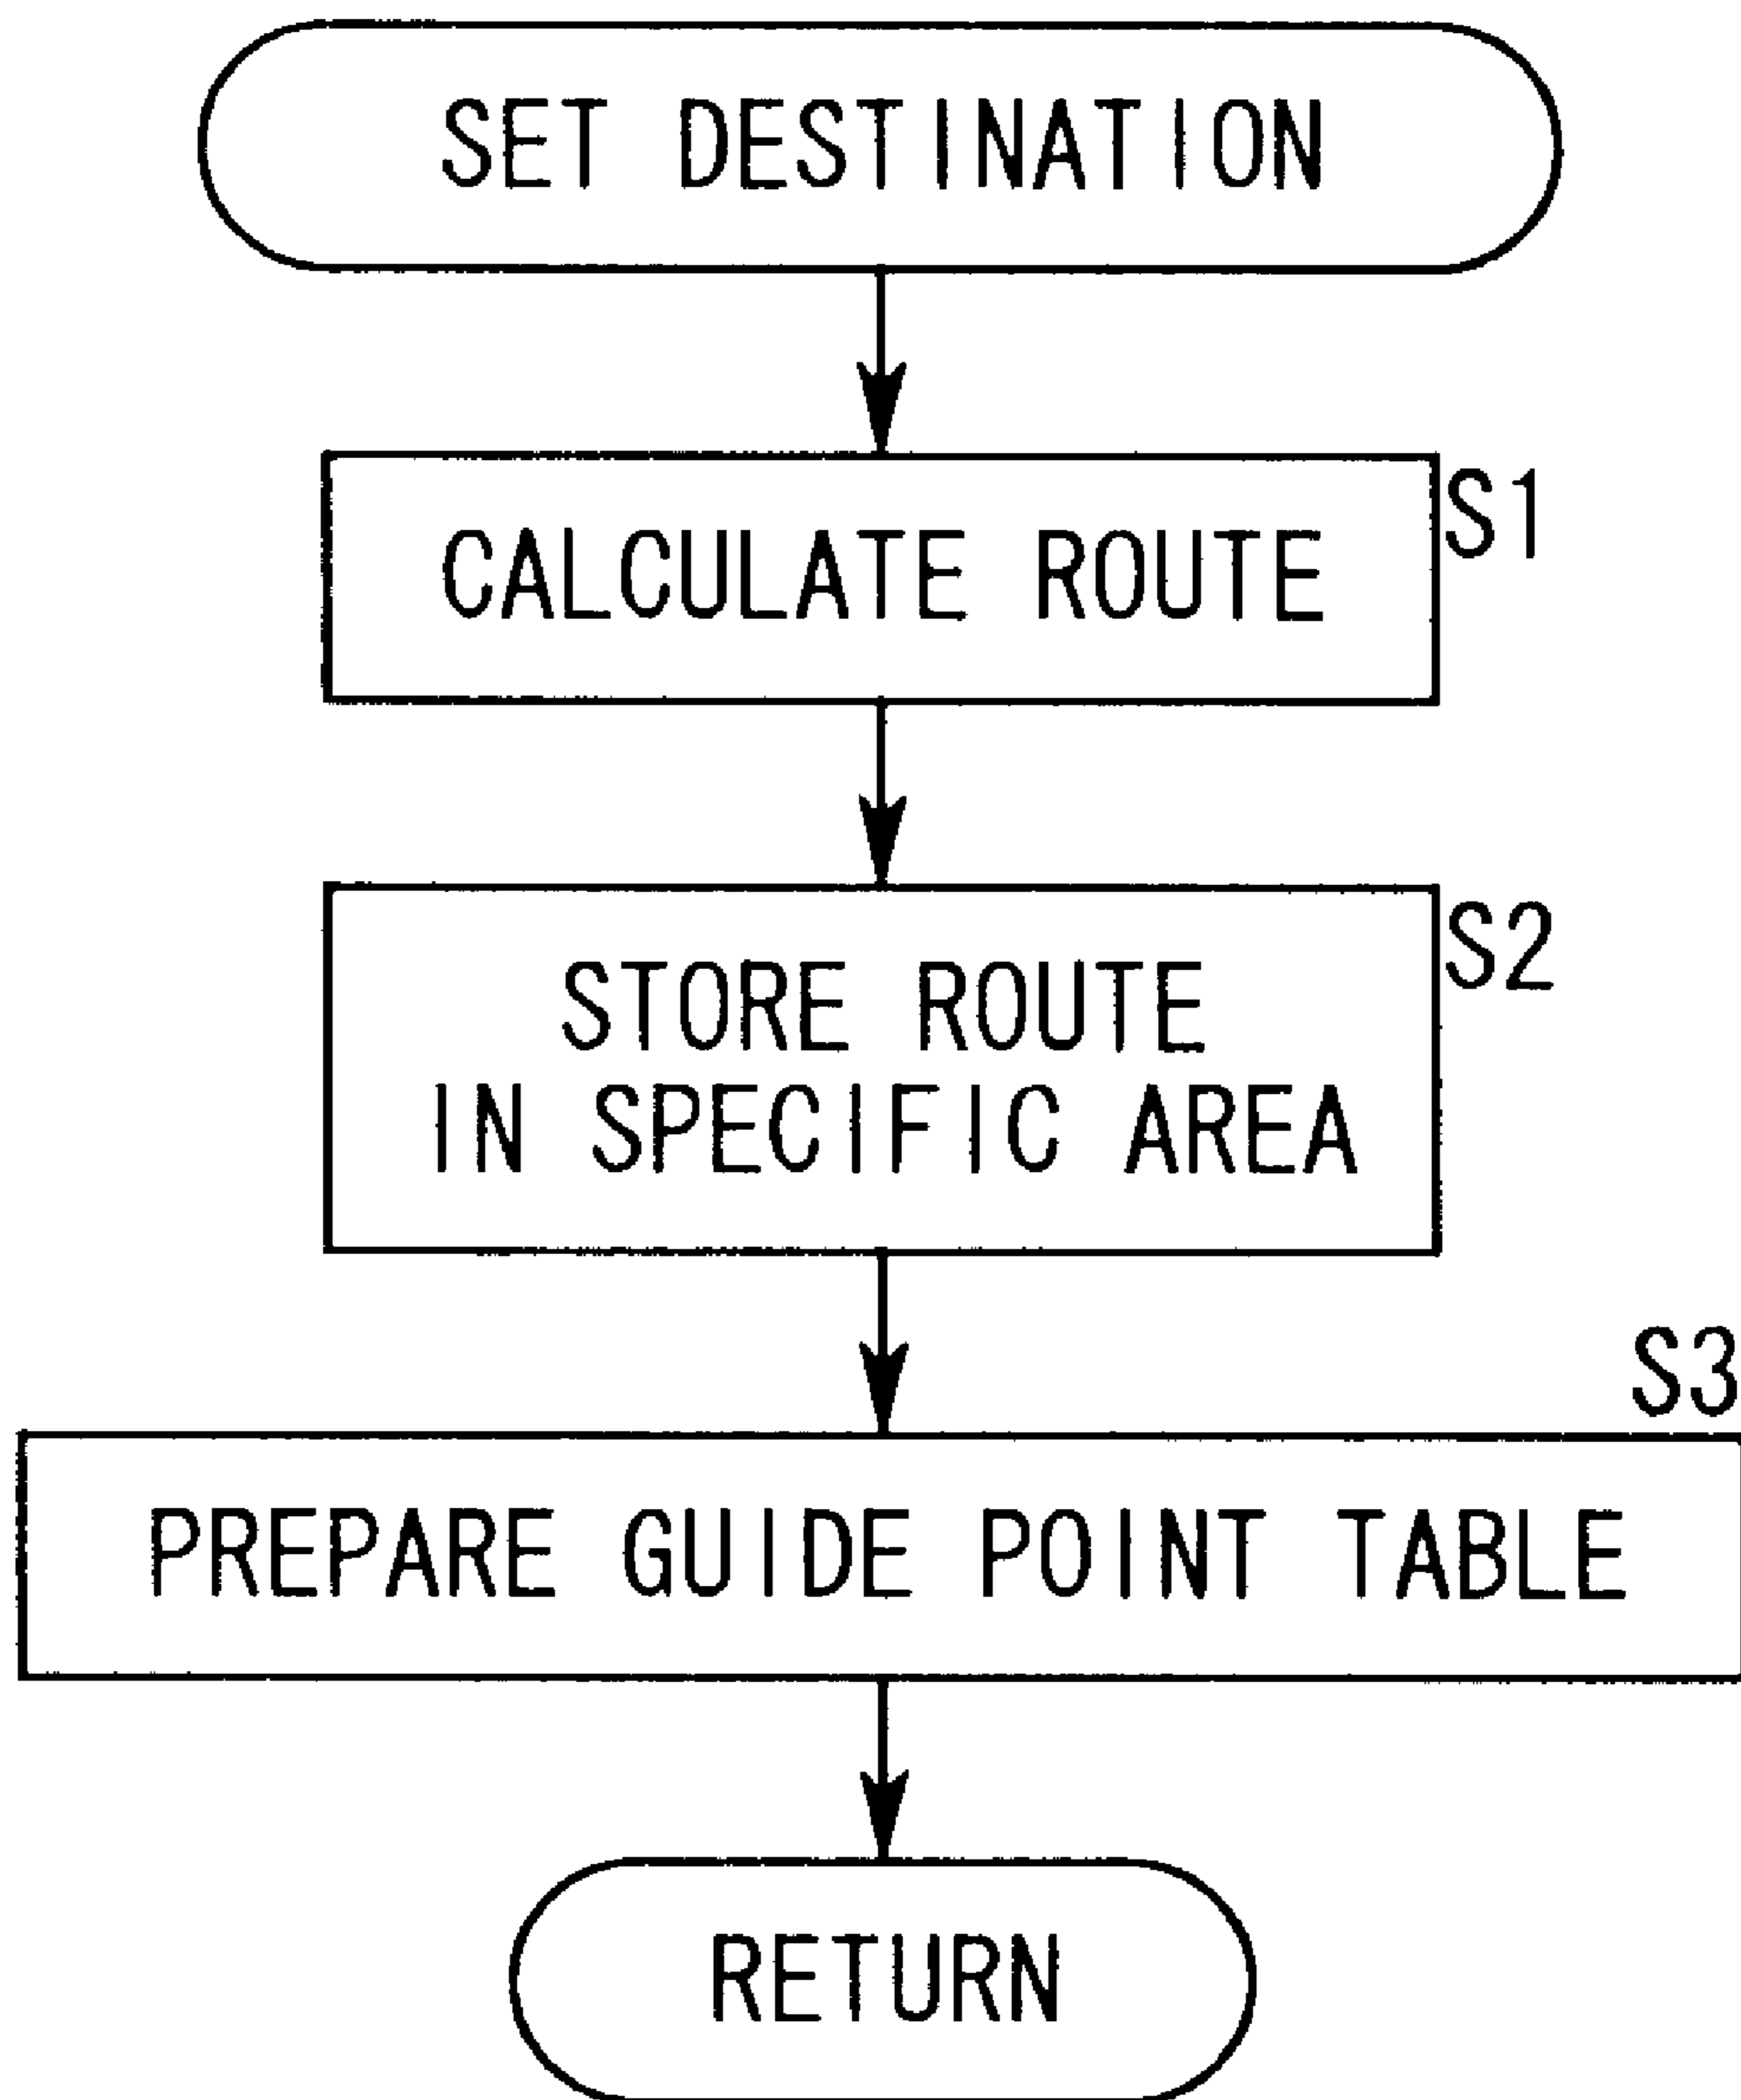 SET DESTINATION
CALCULATE ROUTE
S1
STORE ROUTE
IN SPECIFIC AREA
S2
S3
PREPARE GUIDE POINT TABLE
RETURN